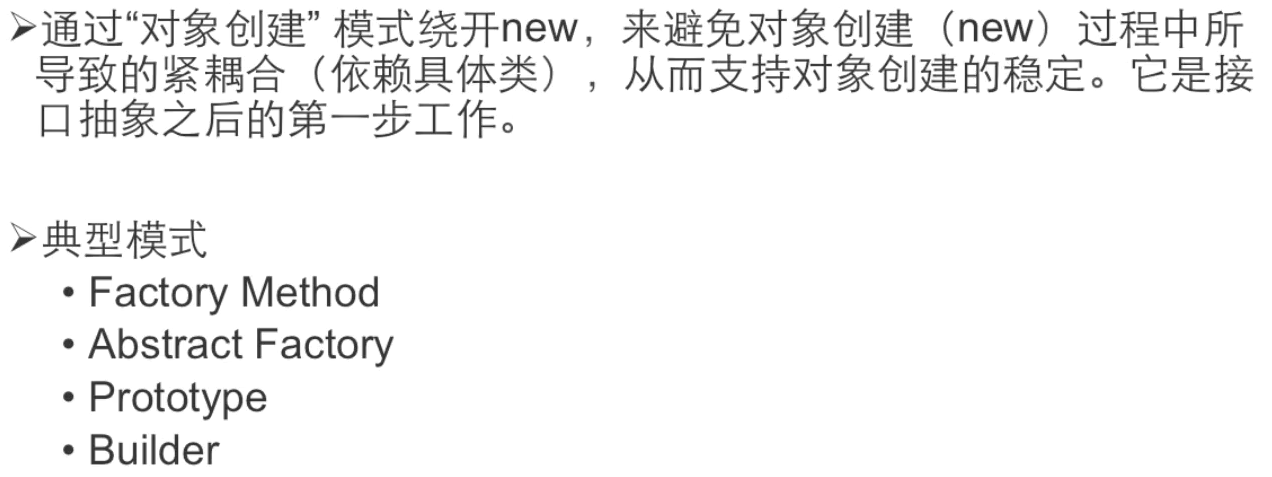 ➢通过“对象创建” 模式绕开new，来避免对象创建（new）过程中所
导致的紧耦合（依赖具体类），从而支持对象创建的稳定。它是接
口抽象之后的第一步工作。
➢典型模式
• Factory Method
• Abstract Factory
• Prototype
• Builder